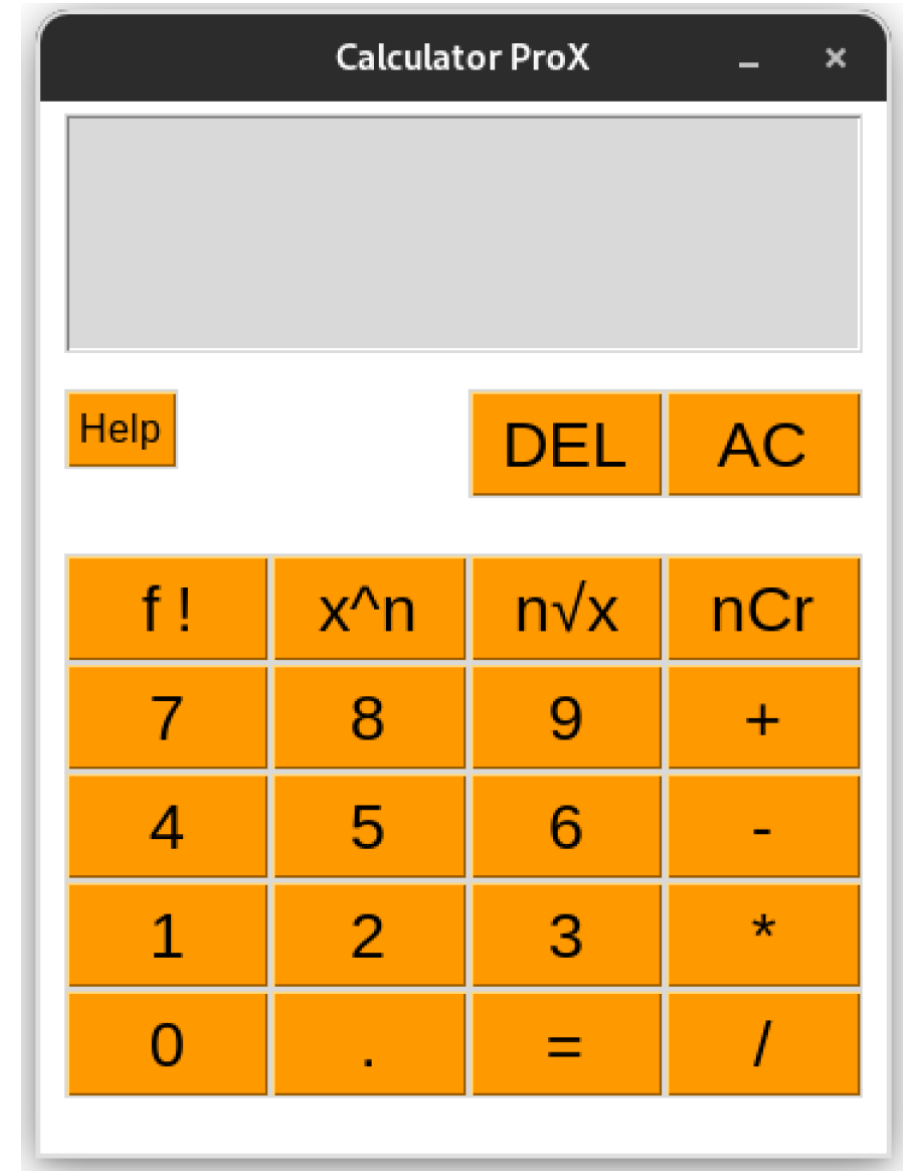 Calculator ProX
Help DEL AC
f ! x^n n√x nCr
7 8 9 +
4 5 6 -
1 2 3 *
0 . = /